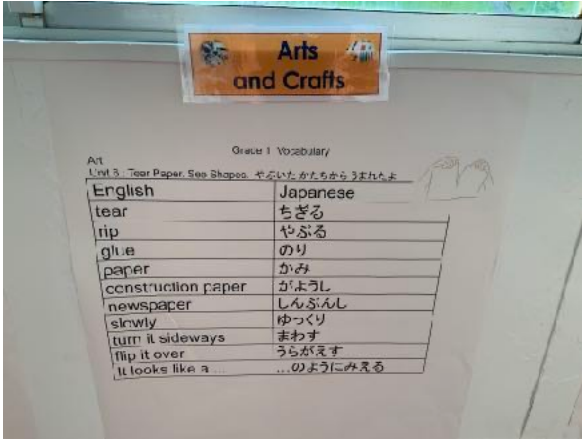 Arts
and Crafts
Grade 1 Vocabulary
Art
Unit 3: Tear Paper. See Shapes. やぶいたかたちからうまれたよ
English Japanese
tear ちぎる
rip やぶる
glue のり
paper かみ
construction paper がようし
newspaper しんぶんし
slowly ゆっくり
turn it sideways まわす
flip it over うらがえす
It looks like a ... ...のようにみえる